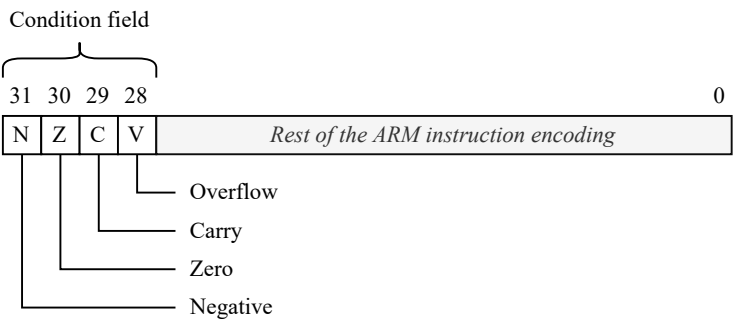 Condition field
31 30 29 28 0
N Z C V Rest of the ARM instruction encoding
Overflow
Carry
Zero
Negative